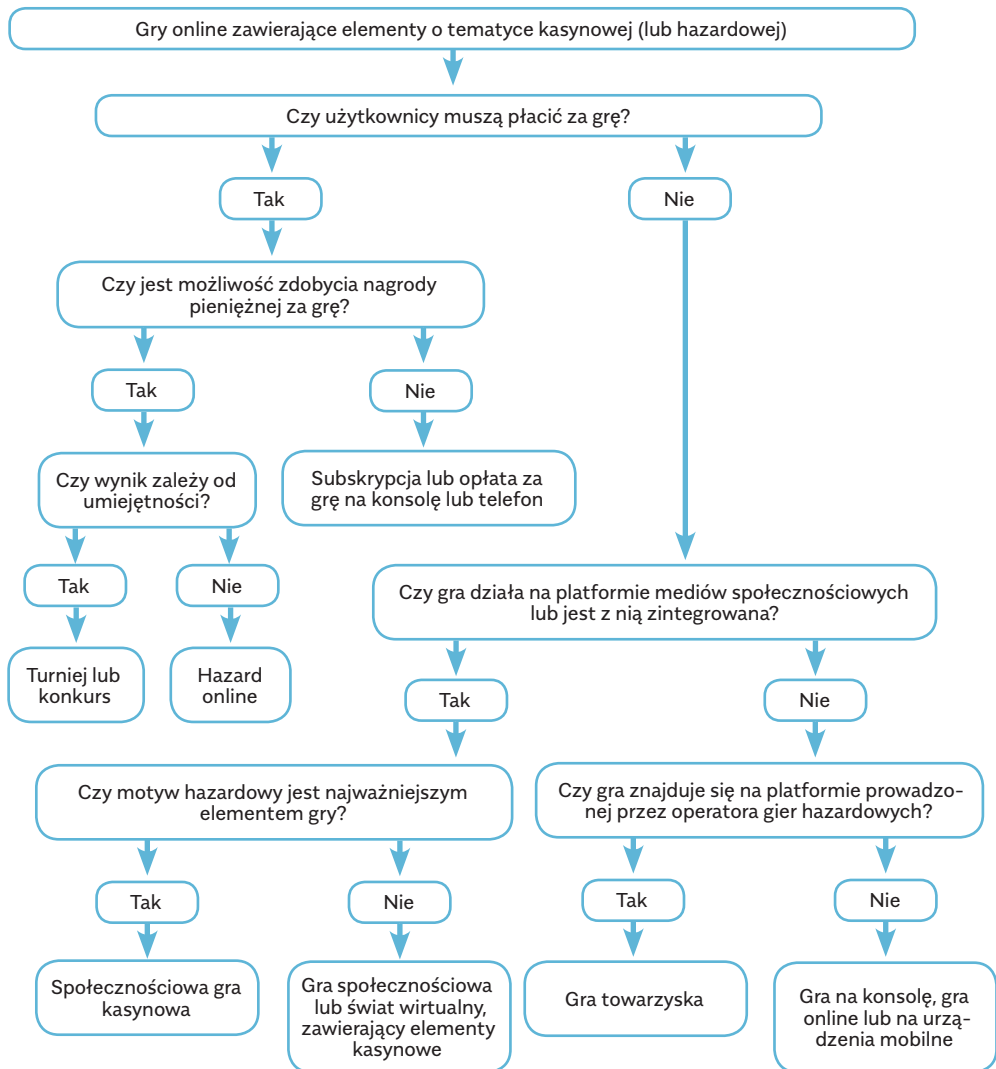 Gry online zawierające elementy o tematyce kasynowej (lub hazardowej)
Czy użytkownicy muszą płacić za grę?
Tak
Nie
Czy jest możliwość zdobycia nagrody
pieniężnej za grę?
Tak
Nie
Czy wynik zależy od
umiejętności?
Subskrypcja lub opłata za
grę na konsolę lub telefon
Tak
Nie
Turniej lub
konkurs
Hazard
online
Czy gra działa na platformie mediów społecznościowych
lub jest z nią zintegrowana?
Tak
Nie
Czy motyw hazardowy jest najważniejszym
elementem gry?
Czy gra znajduje się na platformie prowadzo-
nej przez operatora gier hazardowych?
Tak
Nie
Tak
Nie
Społecznościowa gra
kasynowa
Gra społecznościowa
lub świat wirtualny,
zawierający elementy
kasynowe
Gra towarzyska
Gra na konsolę, gra
online lub na urzą-
dzenia mobilne